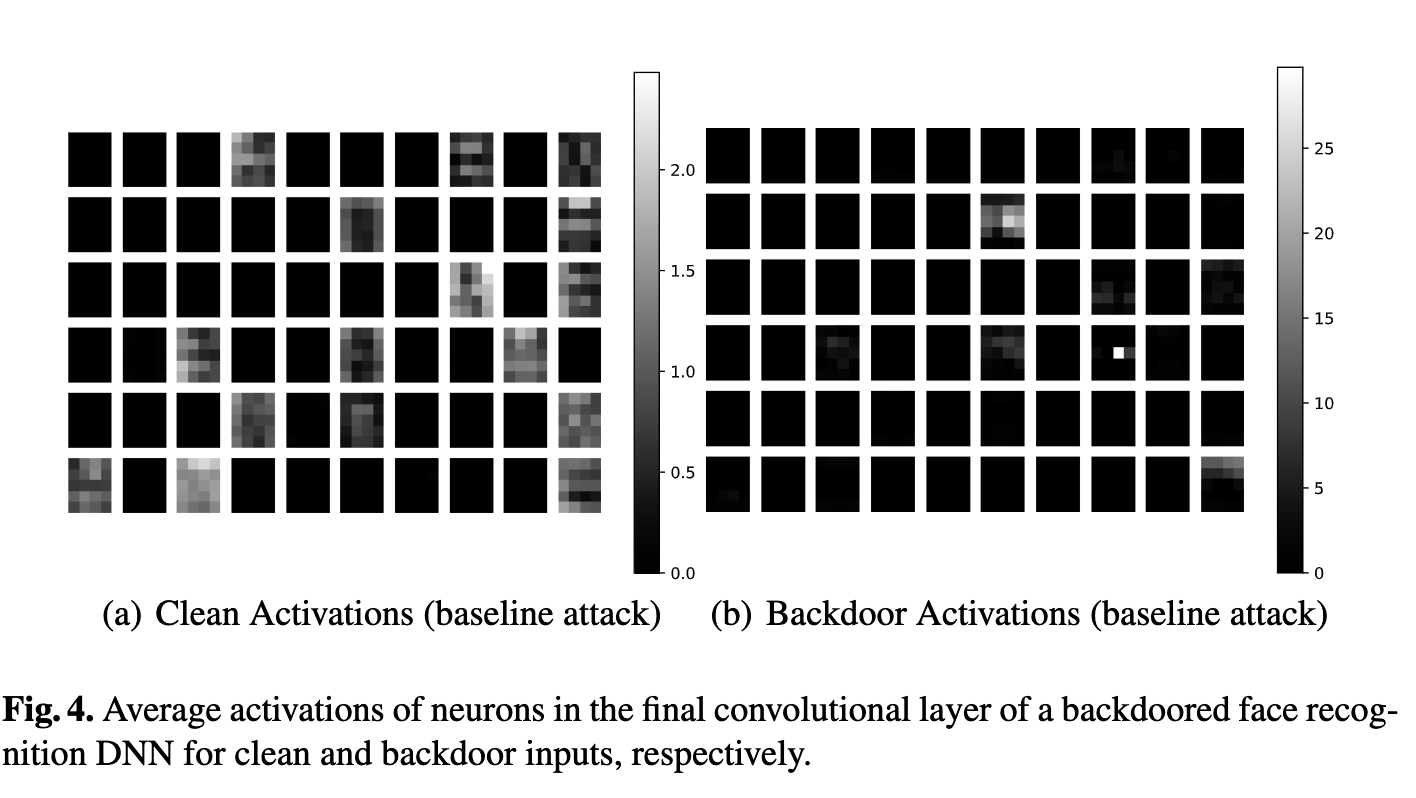 2.0
1.5
1.0
0.5
0.0
25
20
15
10
5
0
(a) Clean Activations (baseline attack)
(b) Backdoor Activations (baseline attack)
Fig. 4. Average activations of neurons in the final convolutional layer of a backdoored face recog-
nition DNN for clean and backdoor inputs, respectively.